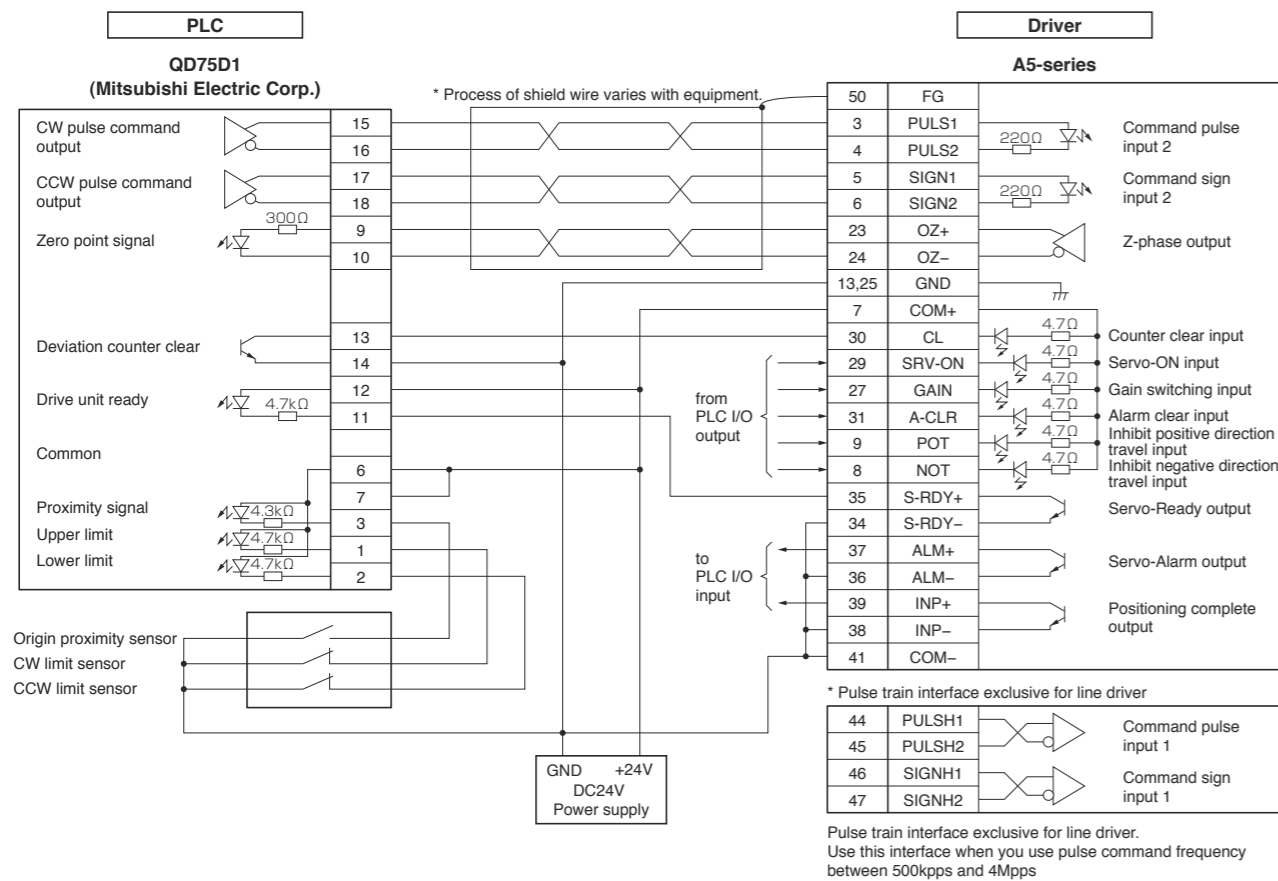 PLC
Driver
QD75D1
(Mitsubishi Electric Corp.)
A5-series
* Process of shield wire varies with equipment.
CW pulse command
output
15
16
CCW pulse command
output
17
18
300Ω
Zero point signal
9
10
Deviation counter clear
13
14
Drive unit ready
12
4.7kΩ
11
Common
6
7
Proximity signal
4.3kΩ
3
Upper limit
4.7kΩ
1
Lower limit
4.7kΩ
2
Origin proximity sensor
CW limit sensor
CCW limit sensor
GND +24V
DC24V
Power supply
from
PLC I/O
output
to
PLC I/O
input
50 FG
3 PULS1
4 PULS2
220Ω
Command pulse
input 2
5 SIGN1
6 SIGN2
220Ω
Command sign
input 2
23 OZ+
24 OZ−
Z-phase output
13,25 GND
7 COM+
30 CL 4.7Ω Counter clear input
29 SRV-ON 4.7Ω Servo-ON input
27 GAIN 4.7Ω Gain switching input
31 A-CLR 4.7Ω Alarm clear input
9 POT 4.7Ω Inhibit positive direction
travel input
8 NOT 4.7Ω Inhibit negative direction
travel input
35 S-RDY+
34 S-RDY−
Servo-Ready output
37 ALM+
36 ALM−
Servo-Alarm output
39 INP+
38 INP−
Positioning complete
output
41 COM−
* Pulse train interface exclusive for line driver
44 PULSH1
45 PULSH2
Command pulse
input 1
46 SIGNH1
47 SIGNH2
Command sign
input 1
Pulse train interface exclusive for line driver.
Use this interface when you use pulse command frequency
between 500kpps and 4Mpps